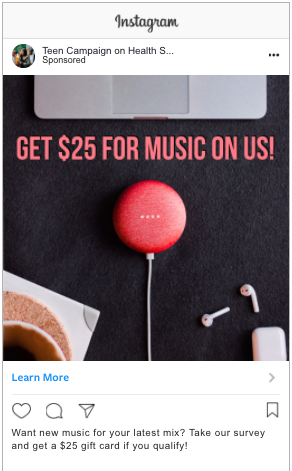 Instagram
Teen Campaign on Health S...
Sponsored
GET $25 FOR MUSIC ON US!
Learn More
Want new music for your latest mix? Take our survey
and get a $25 gift card if you qualify!